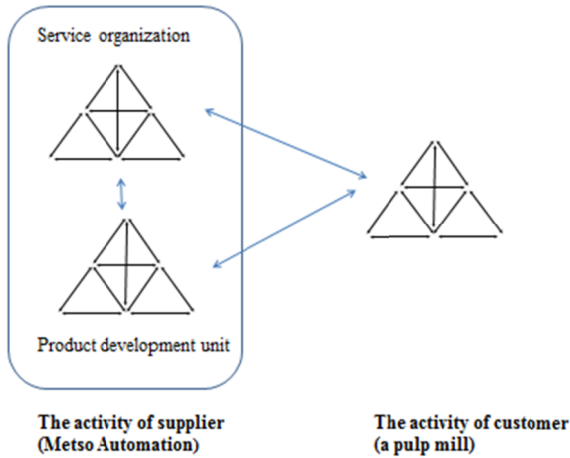 Service organization
Product development unit
The activity of supplier
(Metso Automation)
The activity of customer
(a pulp mill)